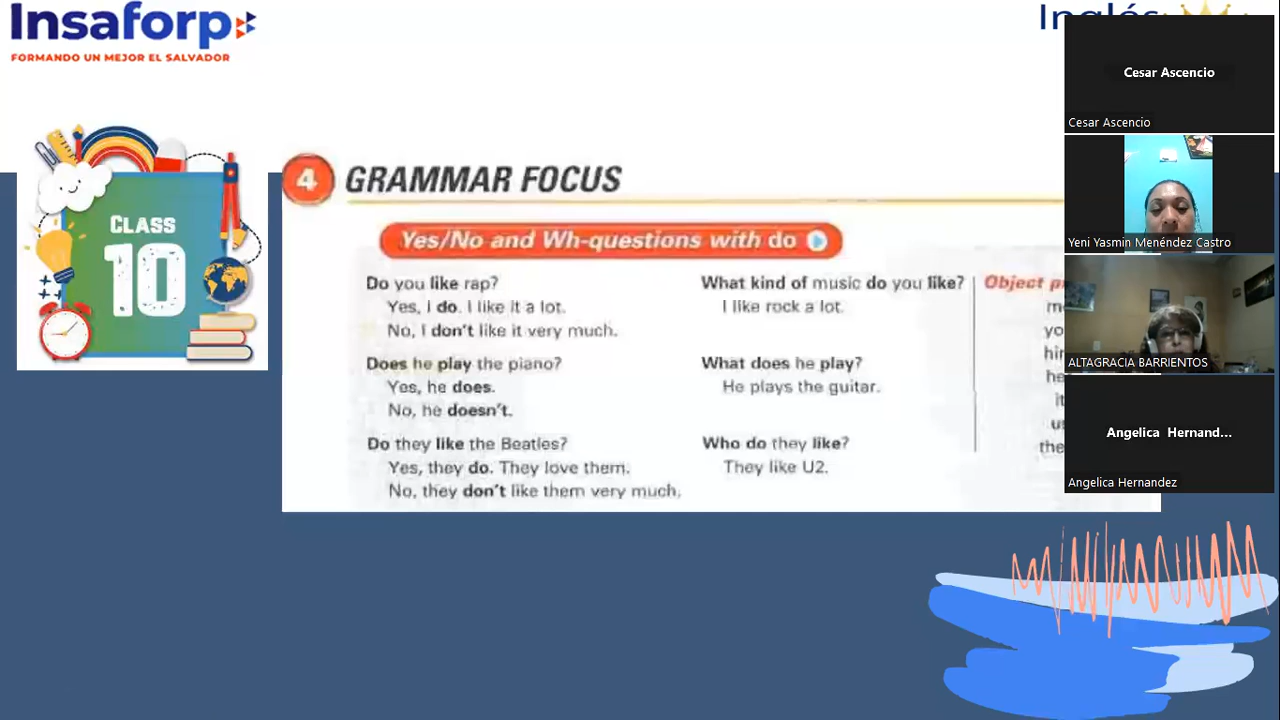 Insaforp
FORMANDO UN MEJOR EL SALVADOR
Inglés
CLASS
10
4 GRAMMAR FOCUS
Yes/No and Wh-questions with do
Do you like rap?
Yes, I do. I like it a lot.
No, I don't like it very much.
Does he play the piano?
Yes, he does.
No, he doesn't.
Do they like the Beatles?
Yes, they do. They love them.
No, they don't like them very much.
What kind of music do you like?
I like rock a lot.
What does he play?
He plays the guitar.
Who do they like?
They like U2.
Object
Cesar Ascencio
Cesar Ascencio
Yeni Yasmin Menéndez Castro
ALTAGRACIA BARRIENTOS
Angelica Hernand...
Angelica Hernandez